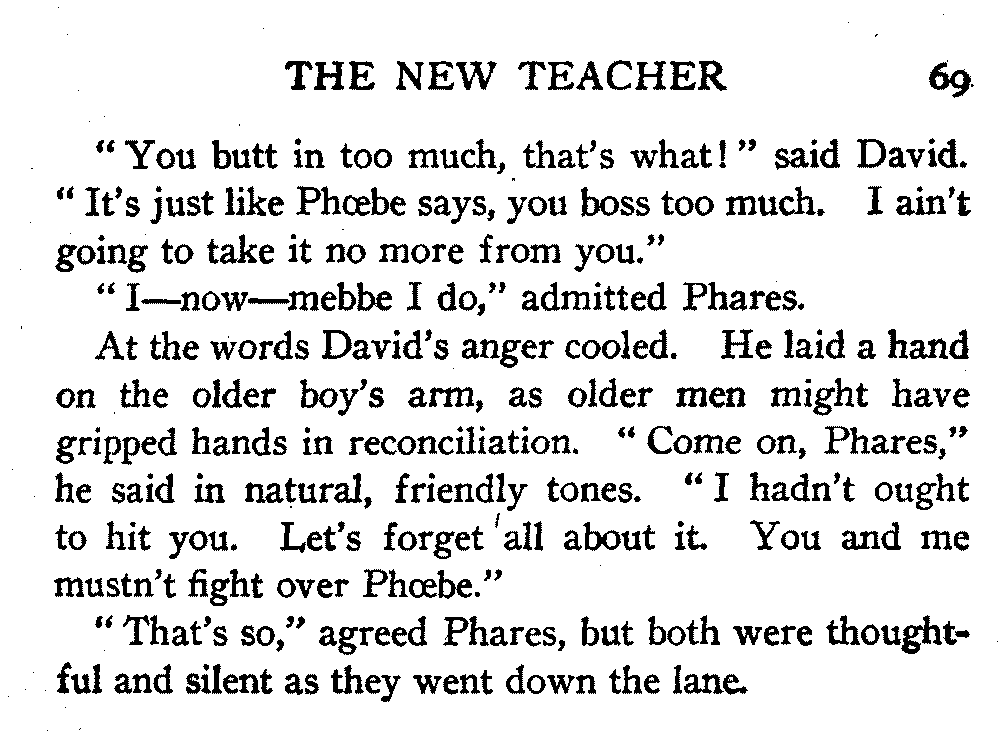 THE NEW TEACHER 69
“ You butt in too much, that’s what! ” said David.
“ It’s just like Phœbe says, you boss too much. I ain’t
going to take it no more from you.”
“ I—now—mebbe I do,” admitted Phares.
At the words David’s anger cooled. He laid a hand
on the older boy’s arm, as older men might have
gripped hands in reconciliation. “ Come on, Phares,”
he said in natural, friendly tones. “ I hadn’t ought
to hit you. Let’s forget all about it. You and me
mustn’t fight over Phœbe.”
“ That’s so,” agreed Phares, but both were thought-
ful and silent as they went down the lane.